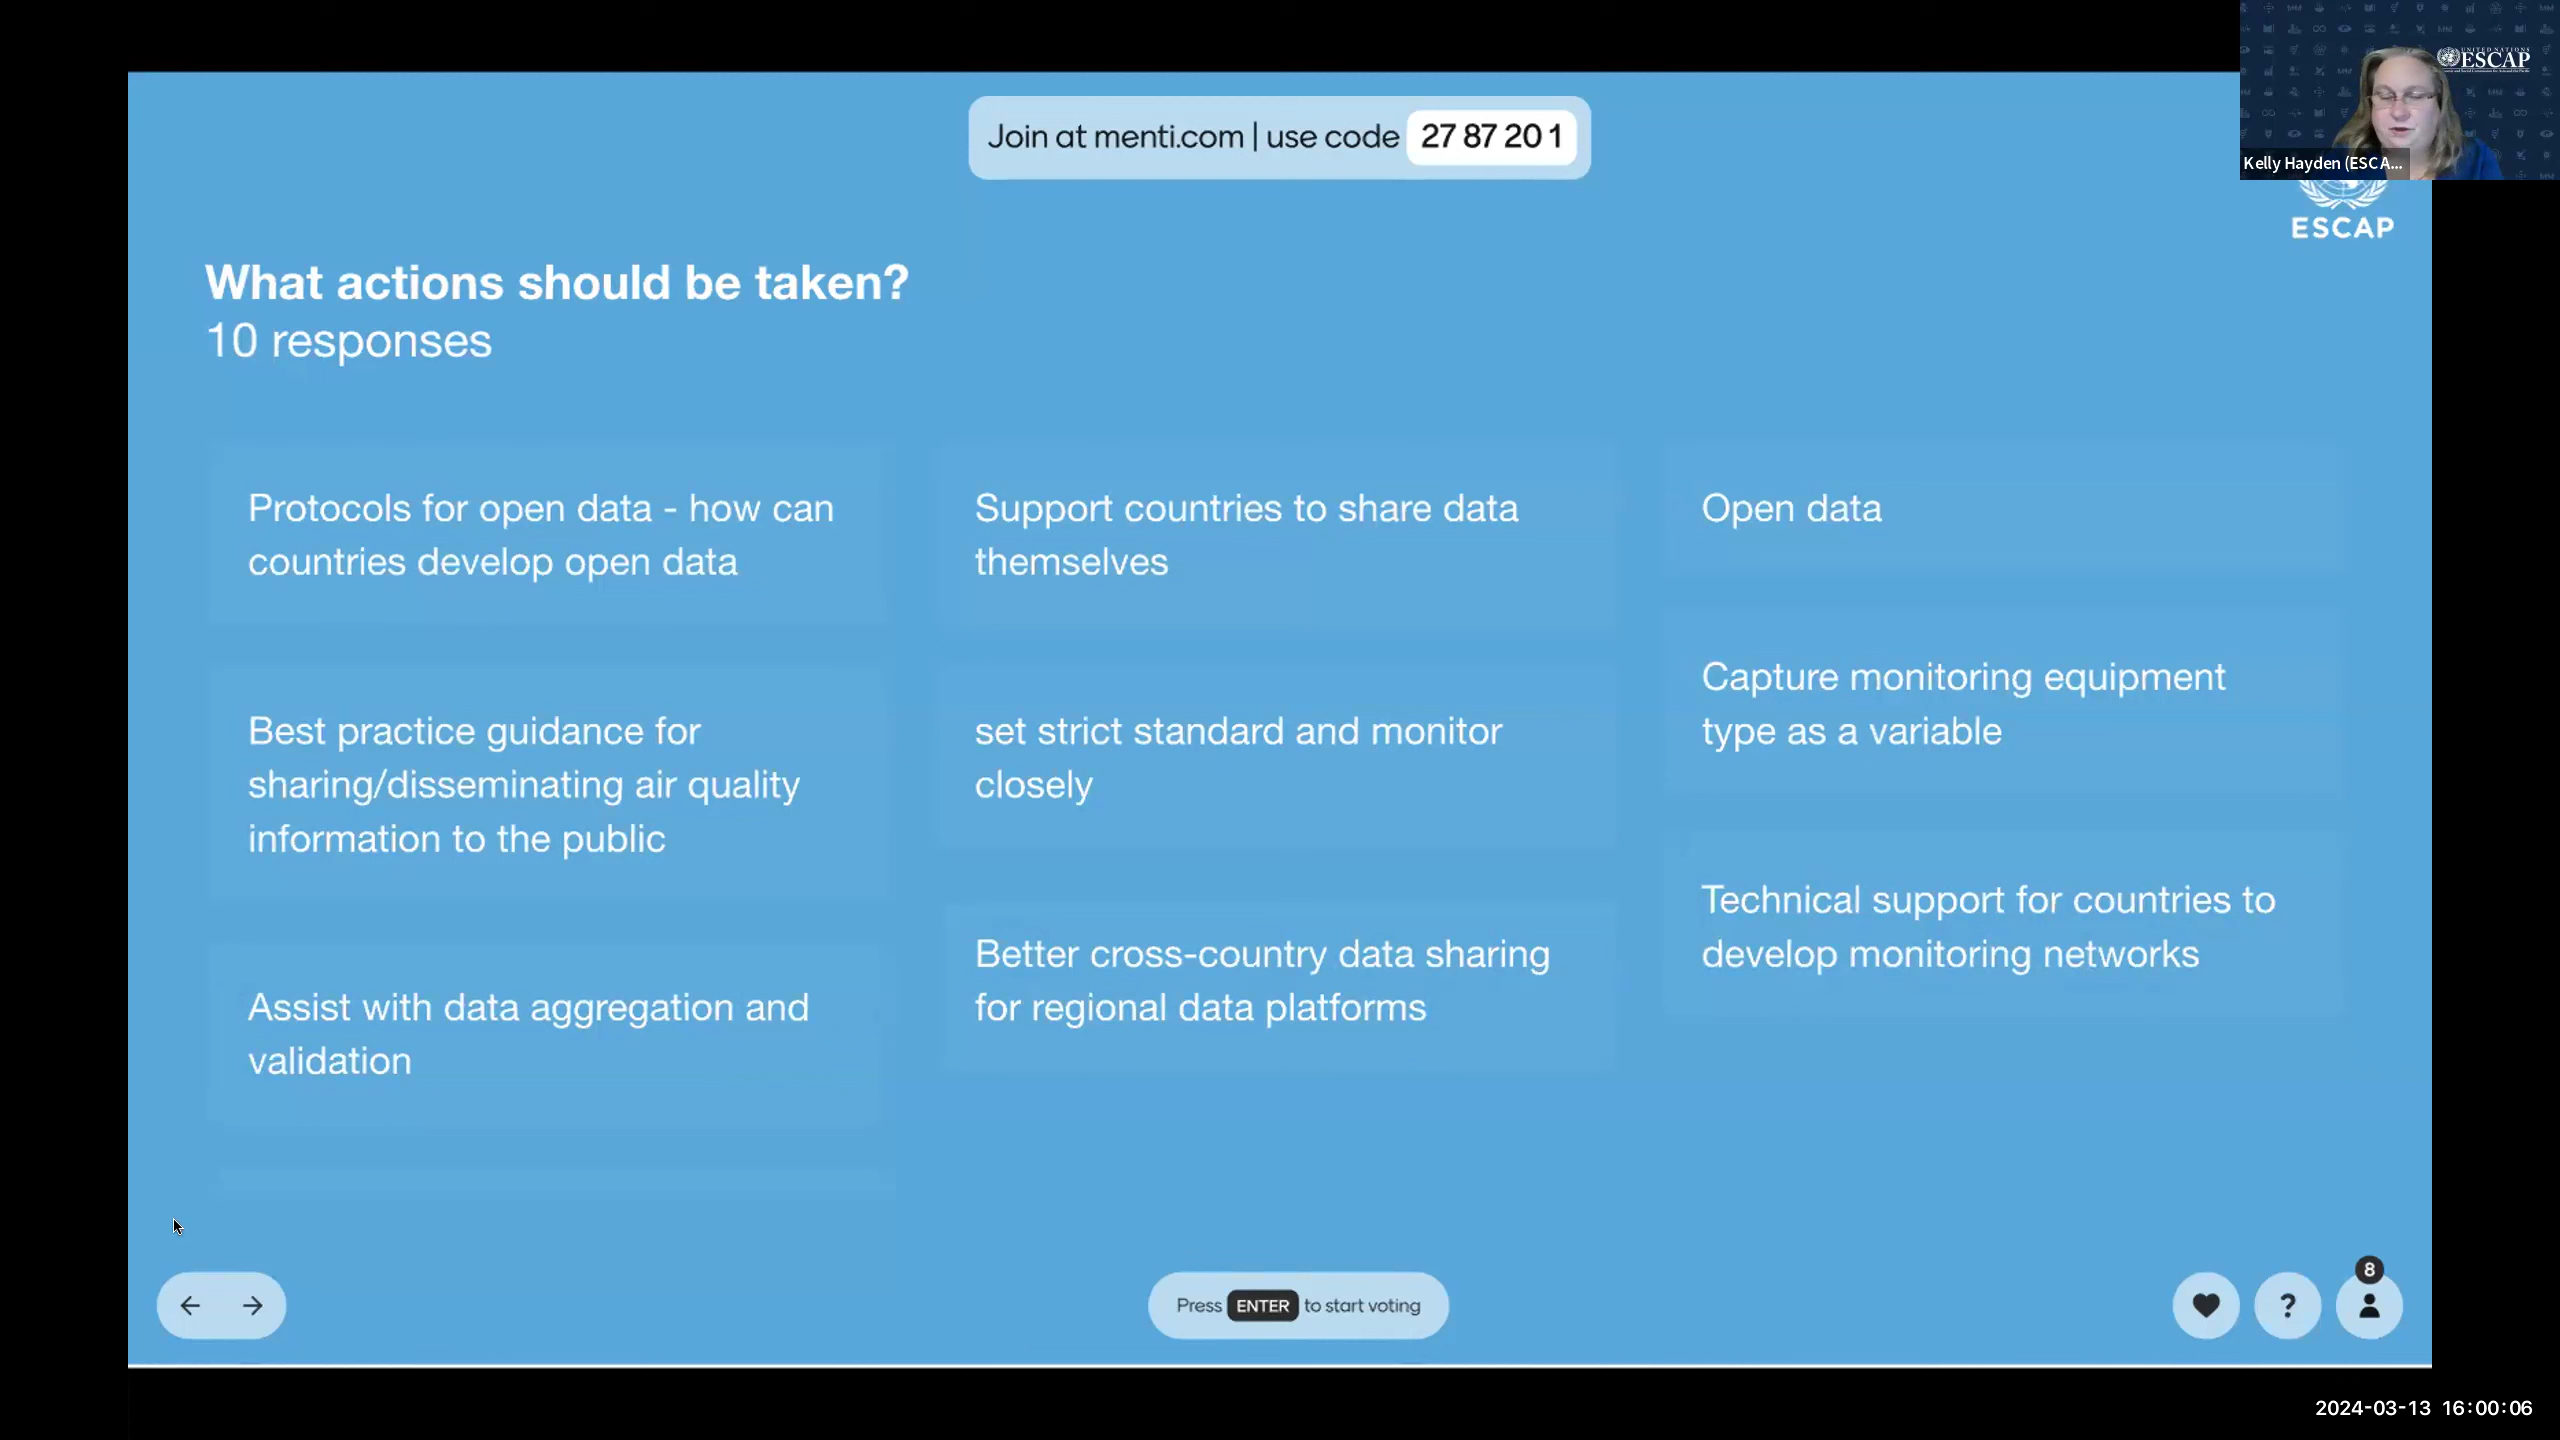 Join at menti.com | use code 27 87 20 1
UNITED NATIONS
ESCAP
Kelly Hayden (ESCA...
ESCAP
What actions should be taken?
10 responses
Protocols for open data - how can
countries develop open data
Best practice guidance for
sharing/disseminating air quality
information to the public
Assist with data aggregation and
validation
Support countries to share data
themselves
set strict standard and monitor
closely
Better cross-country data sharing
for regional data platforms
Open data
Capture monitoring equipment
type as a variable
Technical support for countries to
develop monitoring networks
Press ENTER to start voting
?
8
2024-03-13 16:00:06